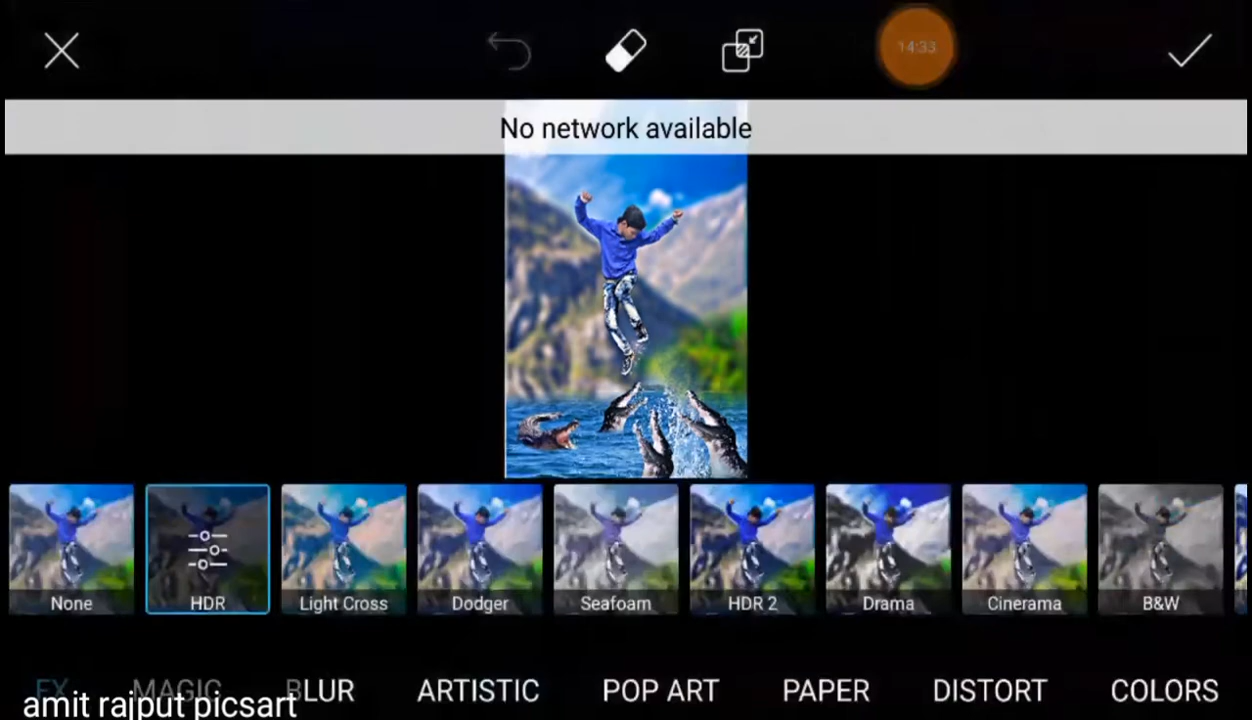 14:33
No network available
None
HDR
Light Cross
Dodger
Seafoam
HDR 2
Drama
Cinerama
B&W
FX MAGIC BLUR ARTISTIC POP ART PAPER DISTORT COLORS
amit rajput picsart